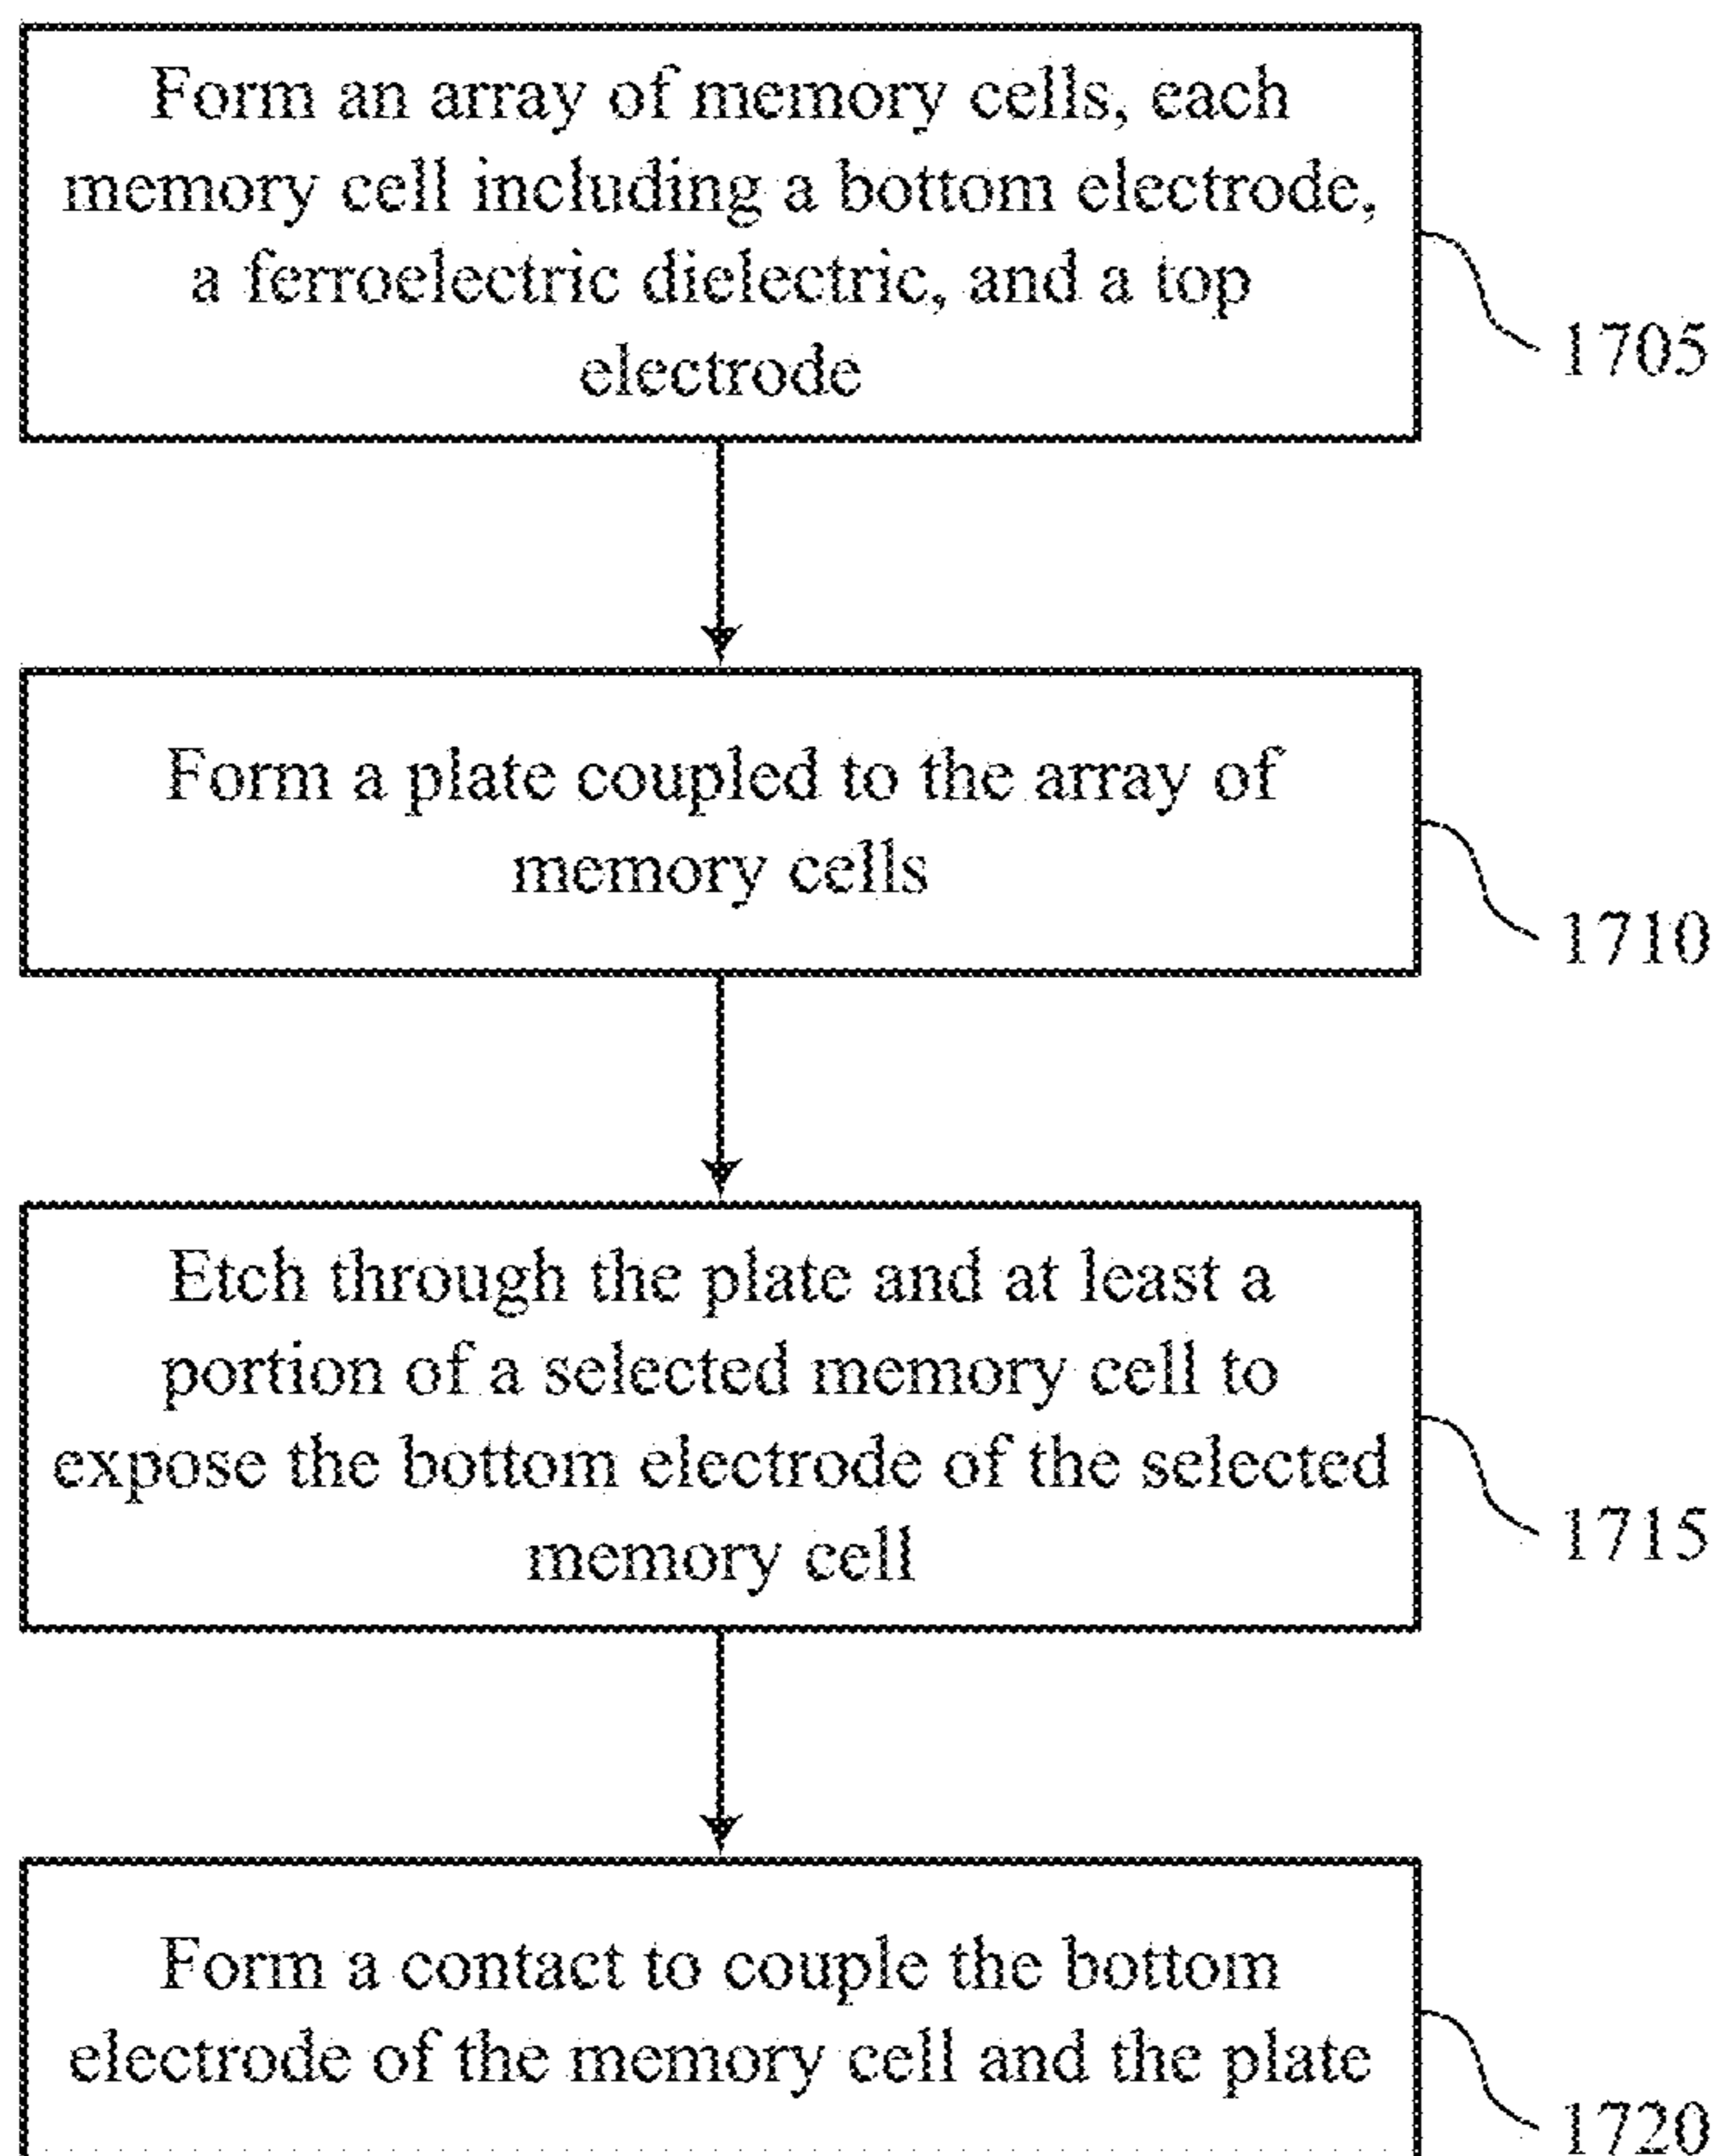 Form an array of memory cells, each
memory cell including a bottom electrode,
a ferroelectric dielectric, and a top
electrode
1705
Form a plate coupled to the array of
memory cells
1710
Etch through the plate and at least a
portion of a selected memory cell to
expose the bottom electrode of the selected
memory cell
1715
Form a contact to couple the bottom
electrode of the memory cell and the plate
1720